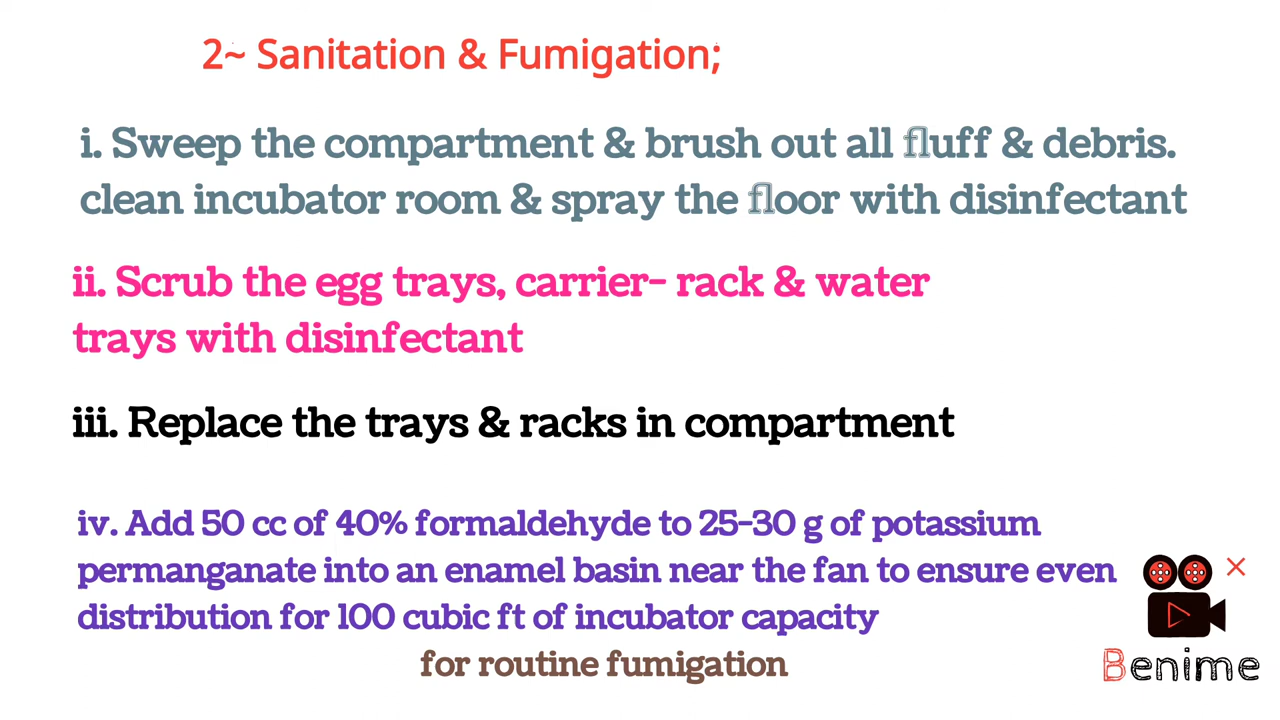 2~ Sanitation & Fumigation;
i. Sweep the compartment & brush out all fluff & debris.
clean incubator room & spray the floor with disinfectant
ii. Scrub the egg trays, carrier- rack & water
trays with disinfectant
iii. Replace the trays & racks in compartment
iv. Add 50 cc of 40% formaldehyde to 25-30 g of potassium
permanganate into an enamel basin near the fan to ensure even
distribution for 100 cubic ft of incubator capacity
for routine fumigation
Benime